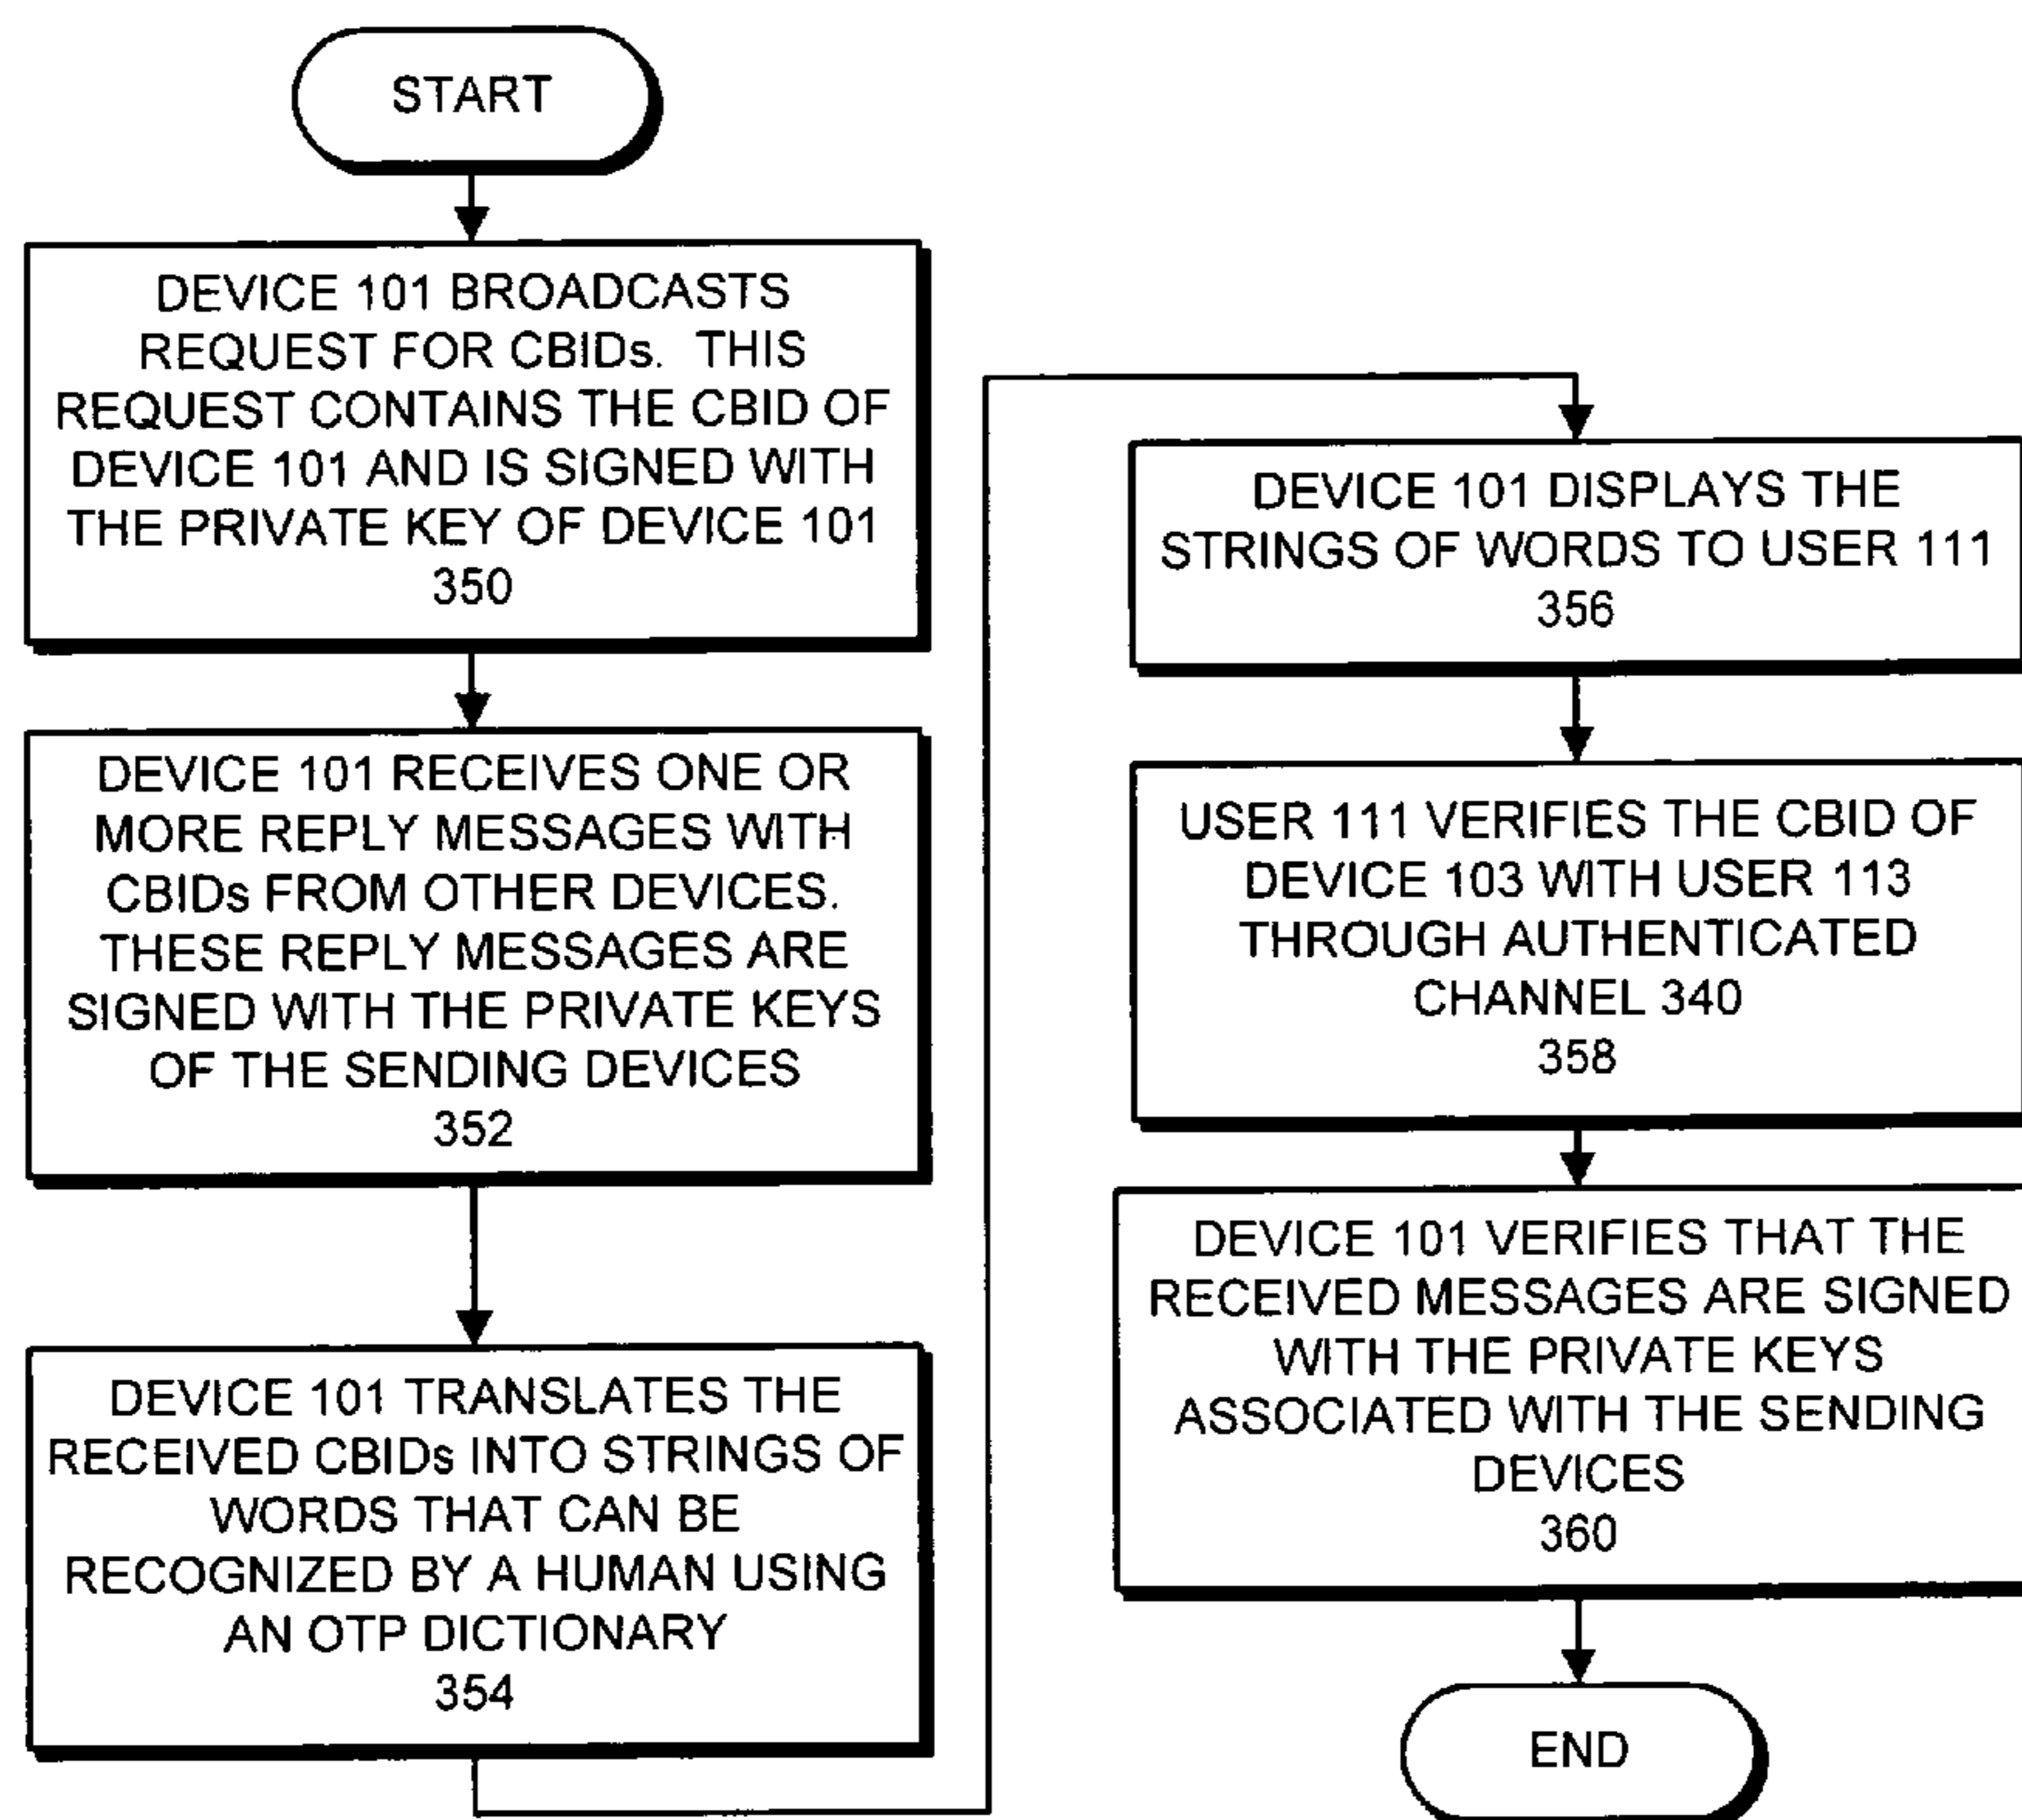 START
DEVICE 101 BROADCASTS
REQUEST FOR CBIDs. THIS
REQUEST CONTAINS THE CBID OF
DEVICE 101 AND IS SIGNED WITH
THE PRIVATE KEY OF DEVICE 101
350
DEVICE 101 RECEIVES ONE OR
MORE REPLY MESSAGES WITH
CBIDs FROM OTHER DEVICES.
THESE REPLY MESSAGES ARE
SIGNED WITH THE PRIVATE KEYS
OF THE SENDING DEVICES
352
DEVICE 101 TRANSLATES THE
RECEIVED CBIDs INTO STRINGS OF
WORDS THAT CAN BE
RECOGNIZED BY A HUMAN USING
AN OTP DICTIONARY
354
DEVICE 101 DISPLAYS THE
STRINGS OF WORDS TO USER 111
356
USER 111 VERIFIES THE CBID OF
DEVICE 103 WITH USER 113
THROUGH AUTHENTICATED
CHANNEL 340
358
DEVICE 101 VERIFIES THAT THE
RECEIVED MESSAGES ARE SIGNED
WITH THE PRIVATE KEYS
ASSOCIATED WITH THE SENDING
DEVICES
360
END